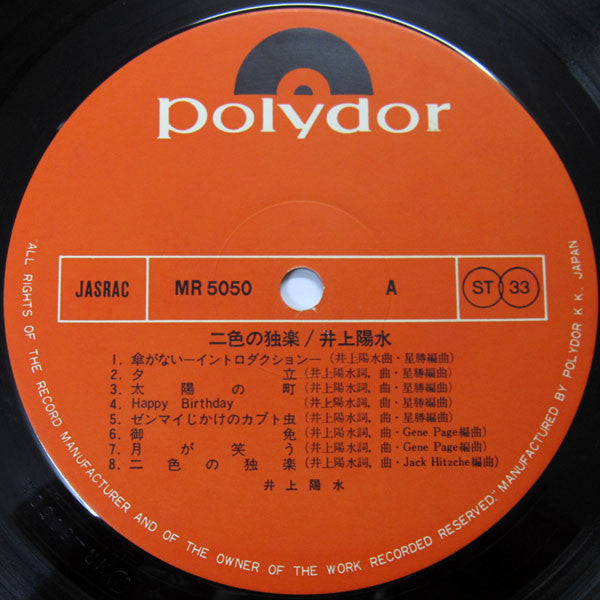 polydor
JASRAC MR 5050 A ST 33
二色の独楽/井上陽水
1. 傘がない―イントロダクション―(井上陽水曲・星勝編曲)
2. 夕立(井上陽水詞, 曲・星勝編曲)
3. 太陽の町(井上陽水詞, 曲・星勝編曲)
4. Happy Birthday(井上陽水詞, 曲・星勝編曲)
5. ゼンマイじかけのカブト虫(井上陽水詞, 曲・星勝編曲)
6. 御免(井上陽水詞, 曲・Gene Page編曲)
7. 月が笑う(井上陽水詞, 曲・Gene Page編曲)
8. 二色の独楽(井上陽水詞, 曲・Jack Hitzche編曲)
井上陽水
"ALL RIGHTS OF THE RECORD MANUFACTURER AND OF THE OWNER OF THE WORK RECORDED RESERVED." MANUFACTURED BY POLYDOR K.K. JAPAN